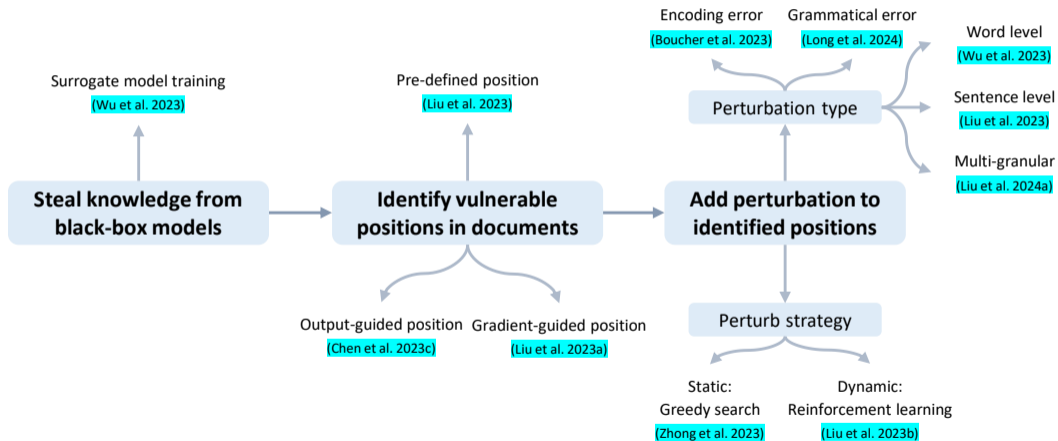 Surrogate model training
(Wu et al. 2023)
Steal knowledge from
black-box models
Pre-defined position
(Liu et al. 2023)
Identify vulnerable
positions in documents
Output-guided position
(Chen et al. 2023c)
Gradient-guided position
(Liu et al. 2023a)
Encoding error
(Boucher et al. 2023)
Grammatical error
(Long et al. 2024)
Perturbation type
Word level
(Wu et al. 2023)
Sentence level
(Liu et al. 2023)
Multi-granular
(Liu et al. 2024a)
Add perturbation to
identified positions
Perturb strategy
Static:
Greedy search
(Zhong et al. 2023)
Dynamic:
Reinforcement learning
(Liu et al. 2023b)